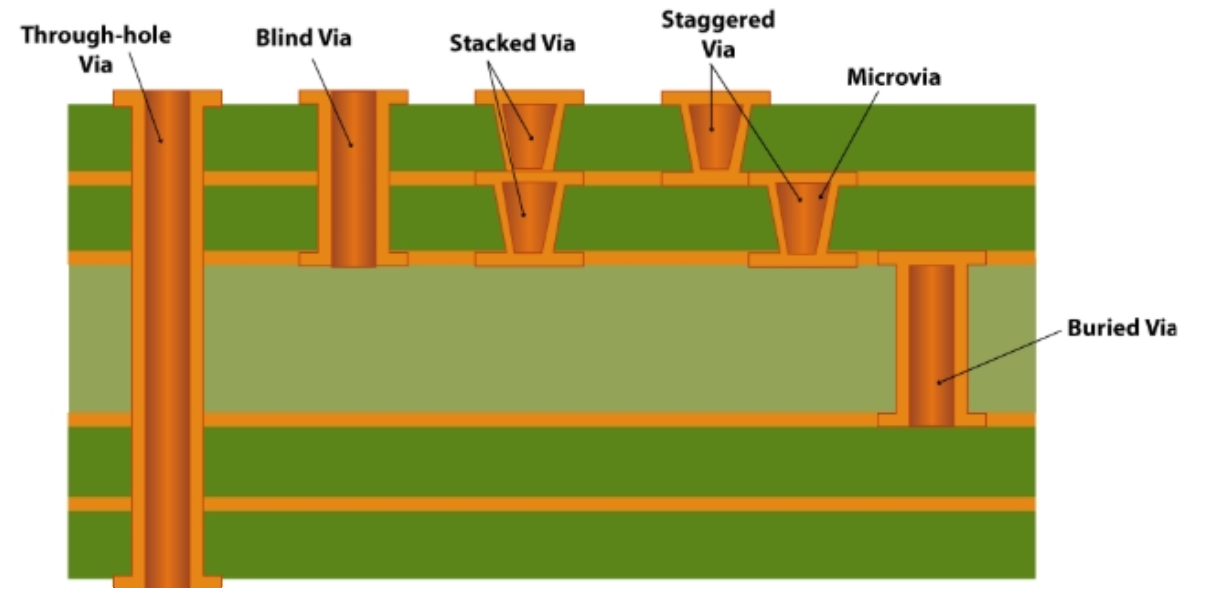 Through-hole
Via
Blind Via
Stacked Via
Staggered
Via
Microvia
Buried Via